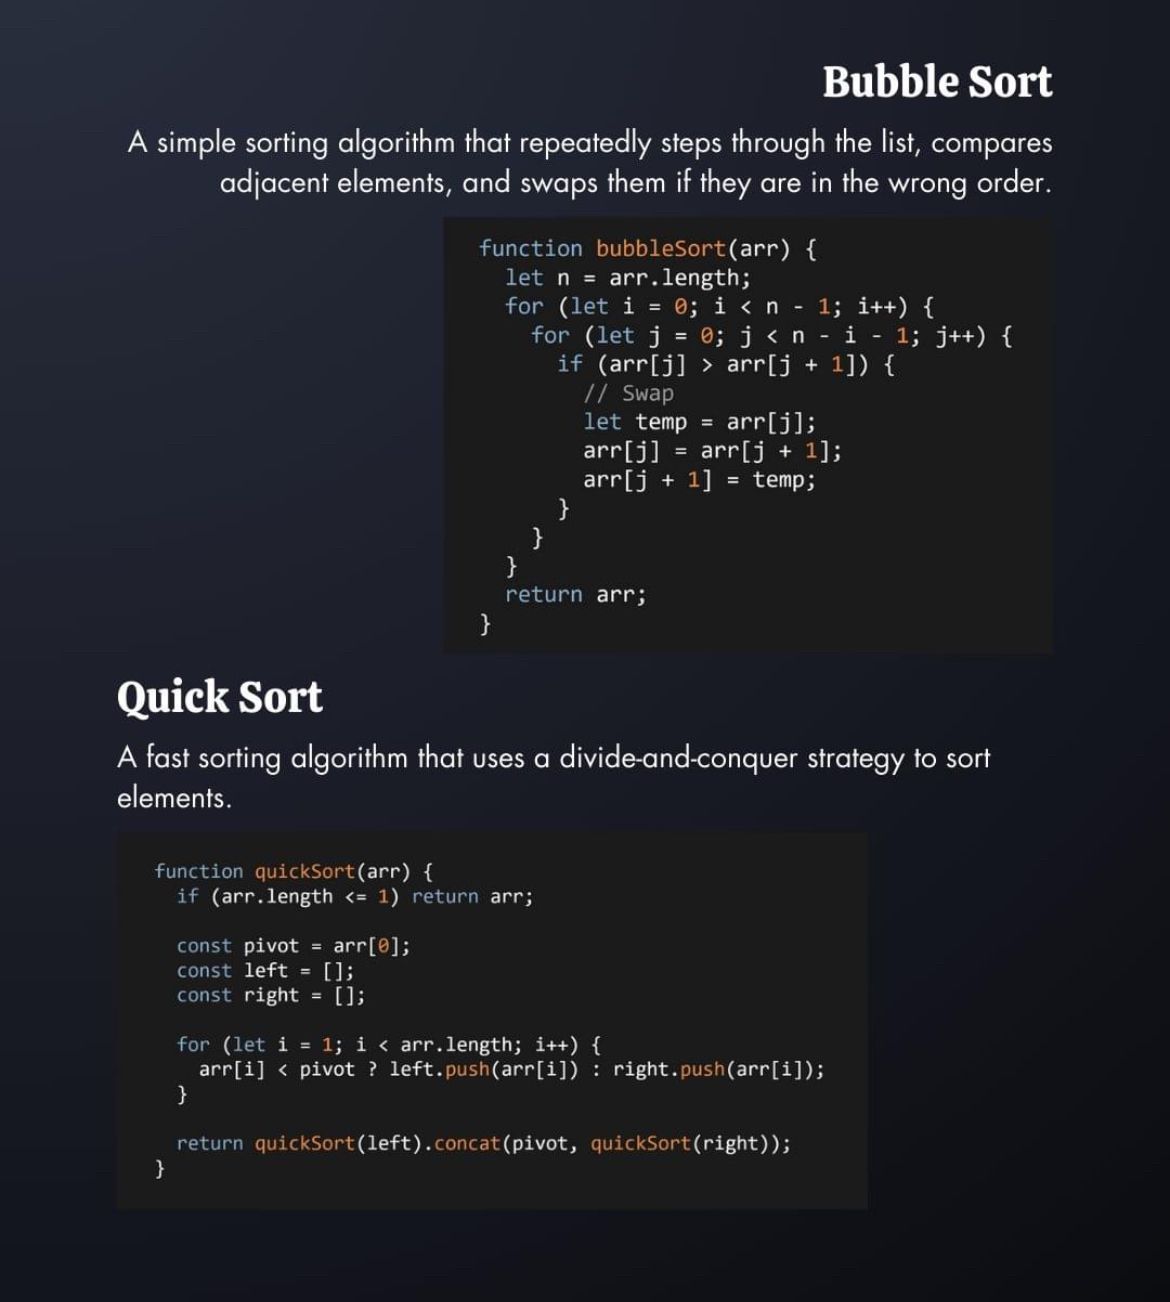 Bubble Sort
A simple sorting algorithm that repeatedly steps through the list, compares
adjacent elements, and swaps them if they are in the wrong order.
function bubbleSort(arr) {
  let n = arr.length;
  for (let i = 0; i < n - 1; i++) {
    for (let j = 0; j < n - i - 1; j++) {
      if (arr[j] > arr[j + 1]) {
        // Swap
        let temp = arr[j];
        arr[j] = arr[j + 1];
        arr[j + 1] = temp;
      }
    }
  }
  return arr;
}
Quick Sort
A fast sorting algorithm that uses a divide-and-conquer strategy to sort
elements.
function quickSort(arr) {
  if (arr.length <= 1) return arr;
  const pivot = arr[0];
  const left = [];
  const right = [];
  for (let i = 1; i < arr.length; i++) {
    arr[i] < pivot ? left.push(arr[i]) : right.push(arr[i]);
  }
  return quickSort(left).concat(pivot, quickSort(right));
}